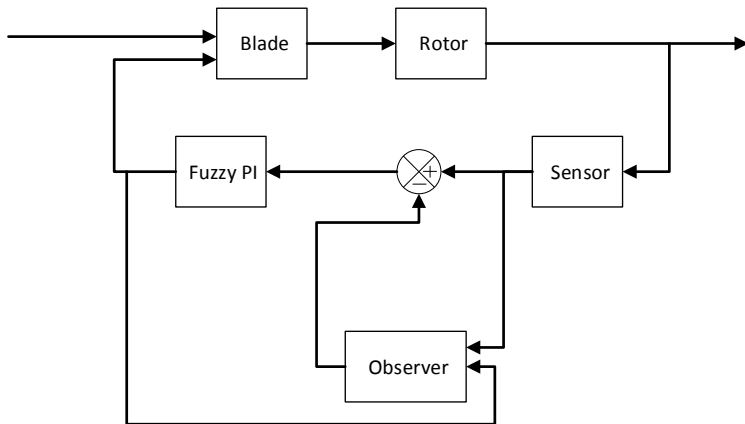 Blade
Rotor
Fuzzy PI
+
−
Sensor
Observer